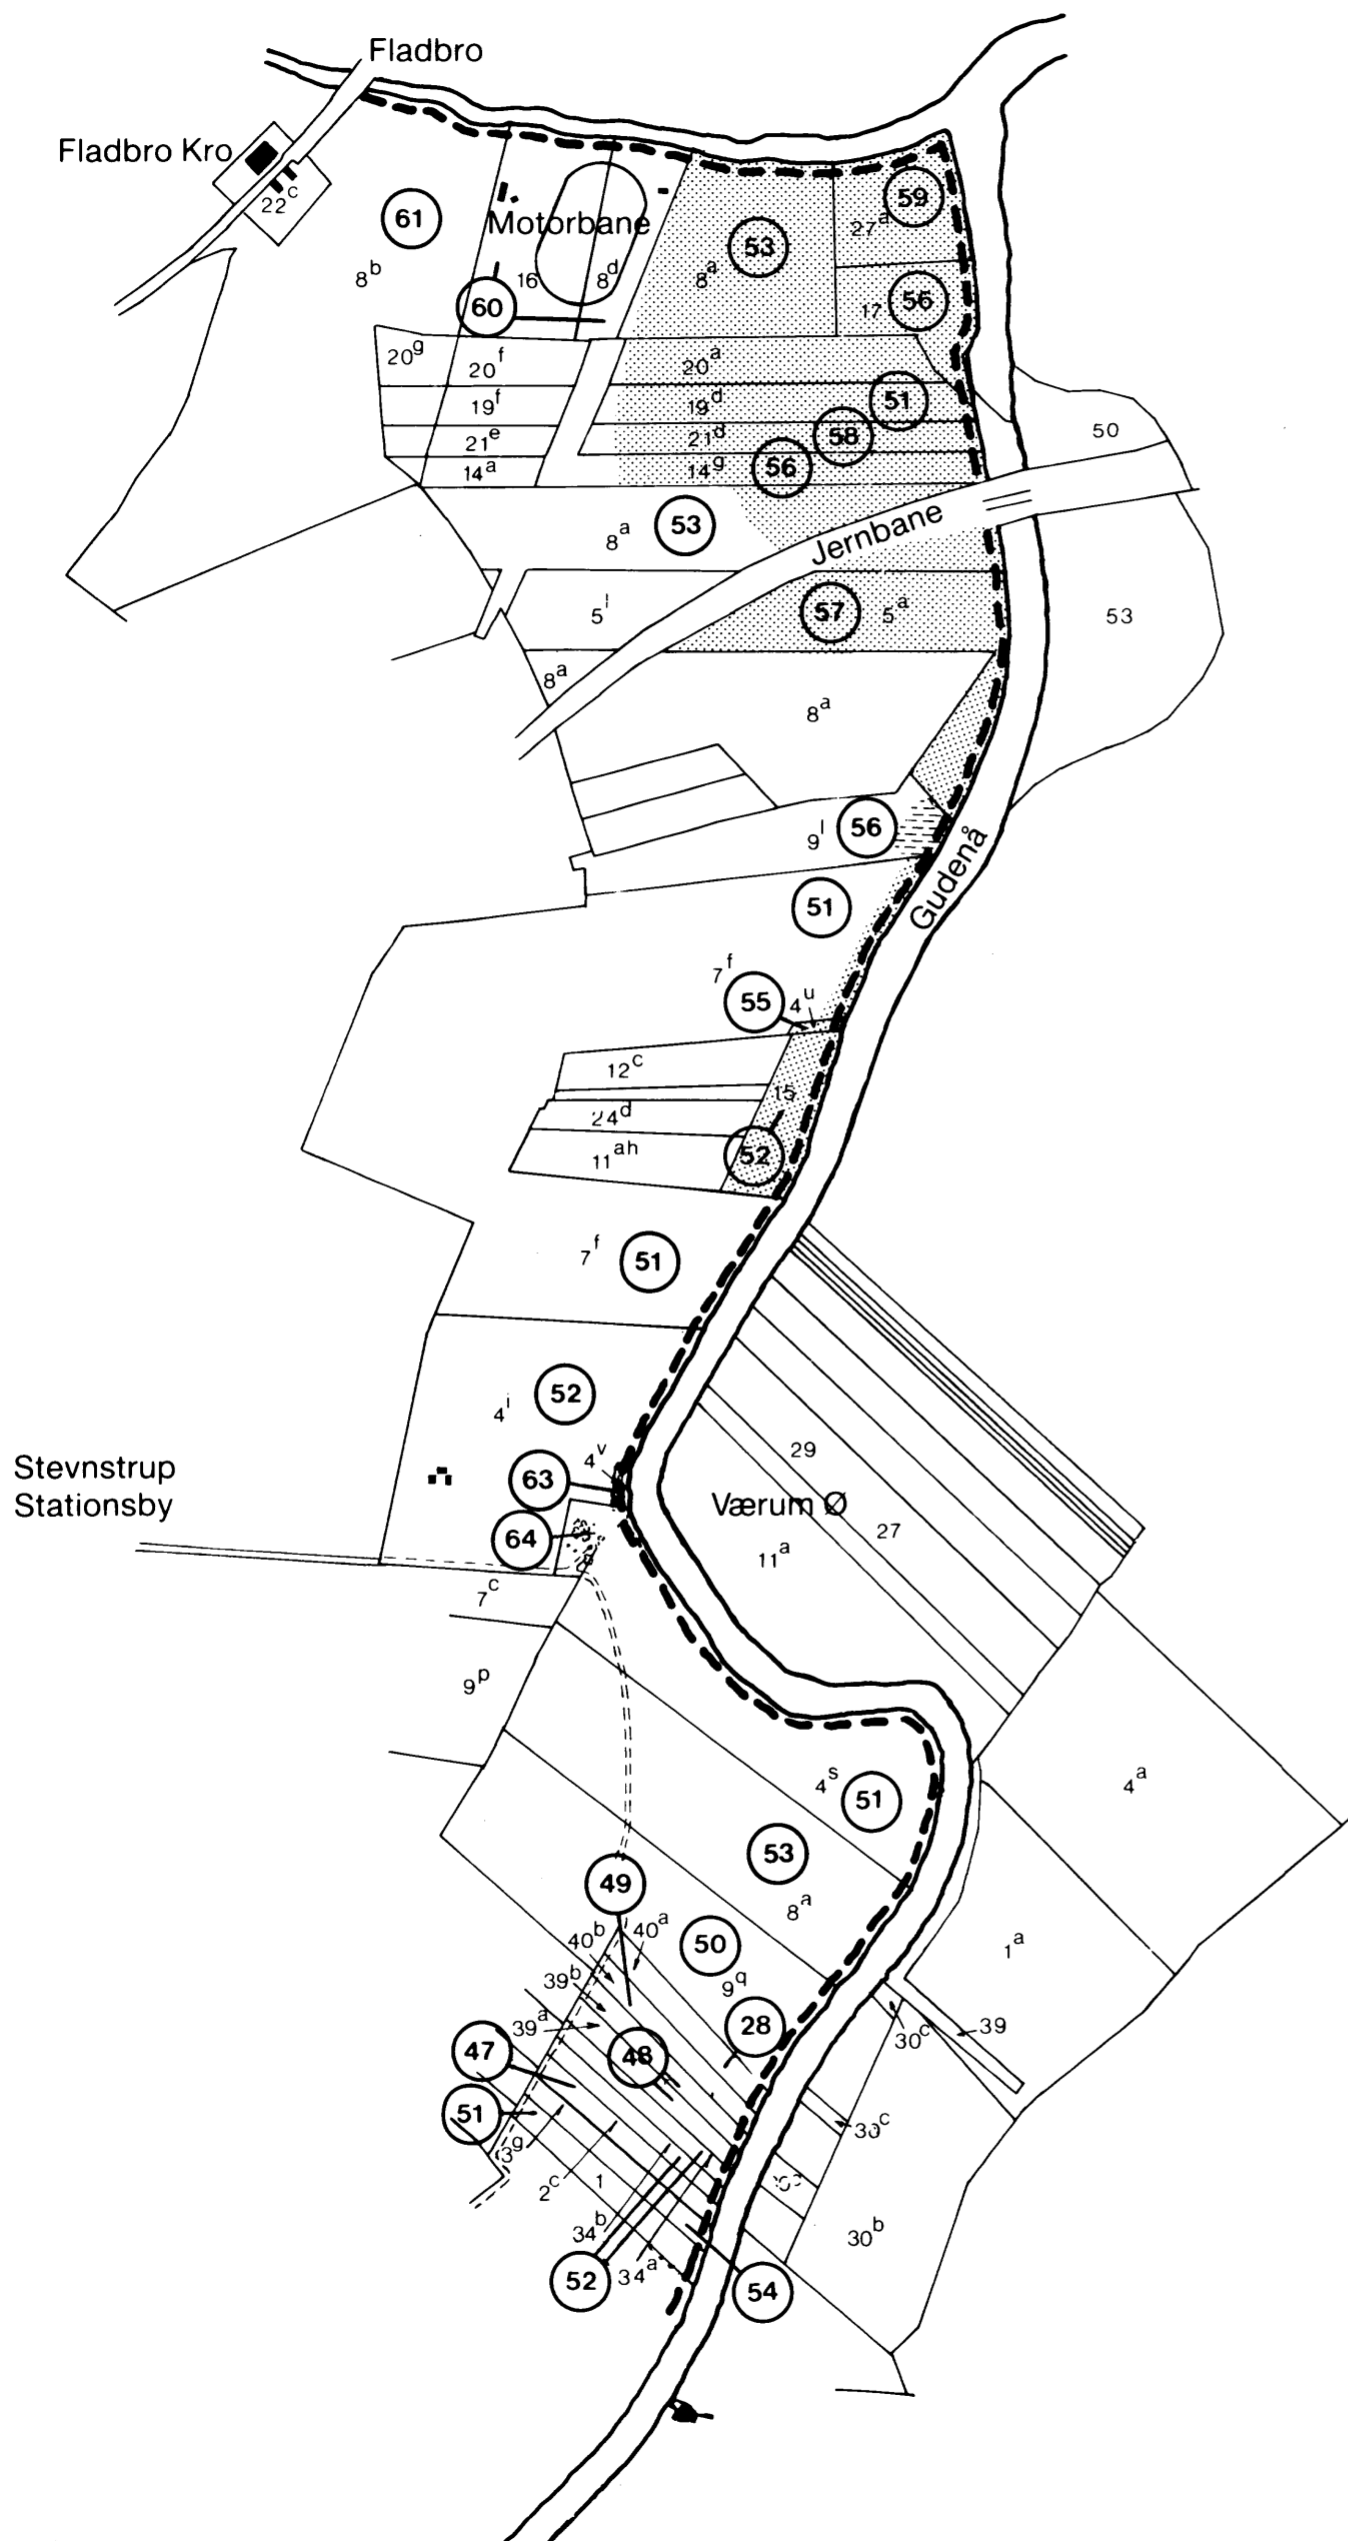 Fladbro
Fladbro Kro
22c
61
59
Motorbane
53
27a
8b
16
8d
8a
60
17
56
20g
20f
20a
19f
19d
51
21e
21d
58
50
14a
14g
56
53
8a
Jernbane
5l
57
5a
53
8a
8a
9l
56
Gudenå
51
7f
55
4u
12c
15
24d
11ah
52
7f
51
4i
52
4v
29
Stevnstrup
Stationsby
63
Værum Ø
64
27
11a
7c
9p
4s
51
4a
53
49
8a
40b
40a
50
1a
39b
9q
39a
28
30c
39
47
48
51
30c
3g
2c
1
34b
30b
52
34a
54